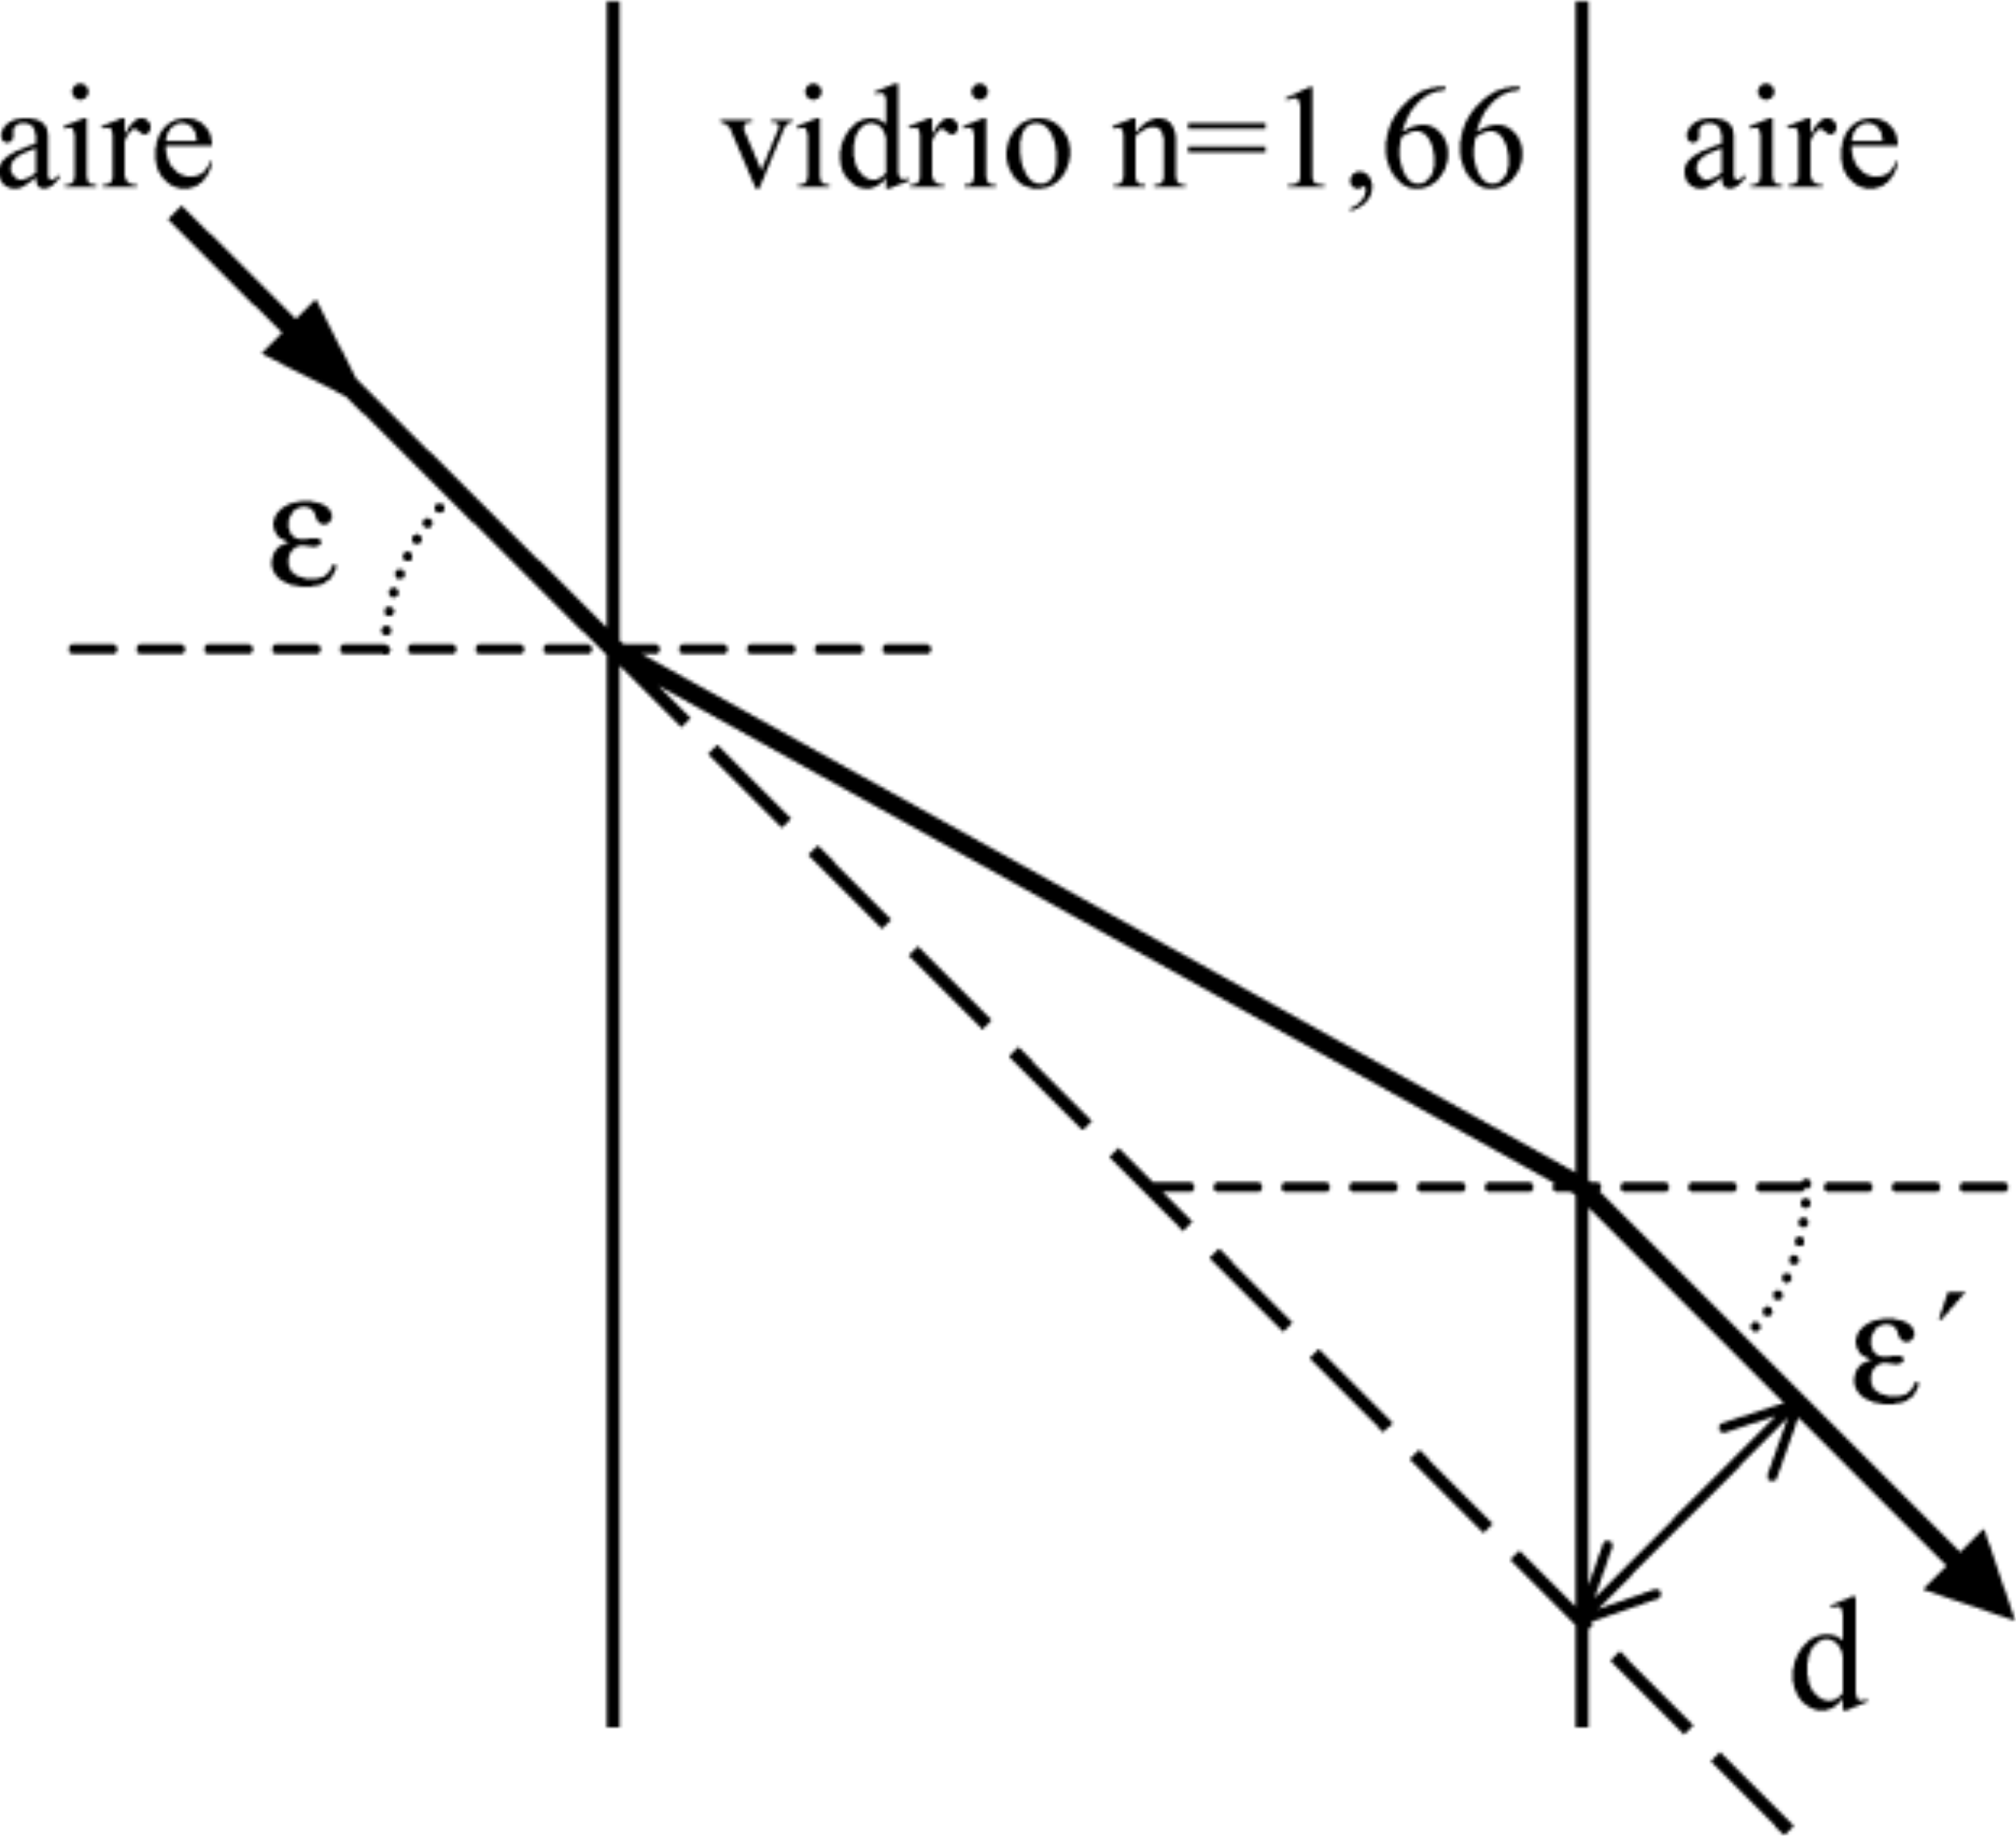 aire vidrio n=1,66 aire
ε
ε´
d